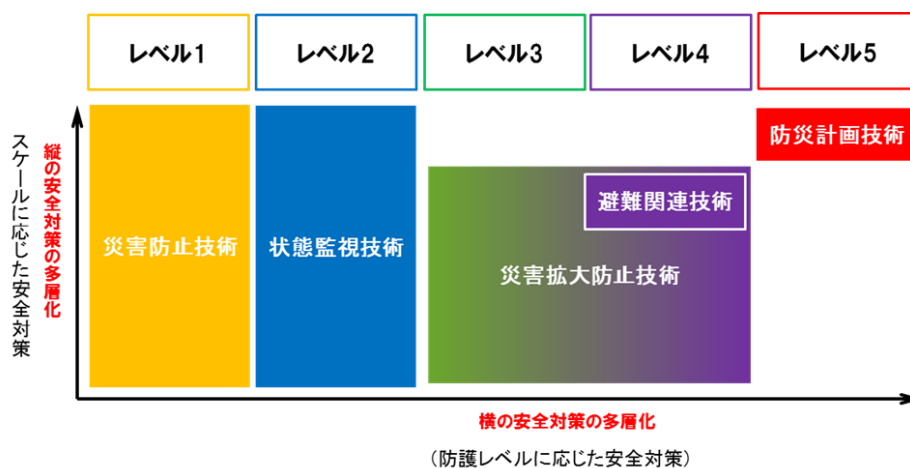 レベル1
レベル2
レベル3
レベル4
レベル5
スケールに応じた安全対策
縦の安全対策の多層化
災害防止技術
状態監視技術
災害拡大防止技術
避難関連技術
防災計画技術
横の安全対策の多層化
（防護レベルに応じた安全対策）